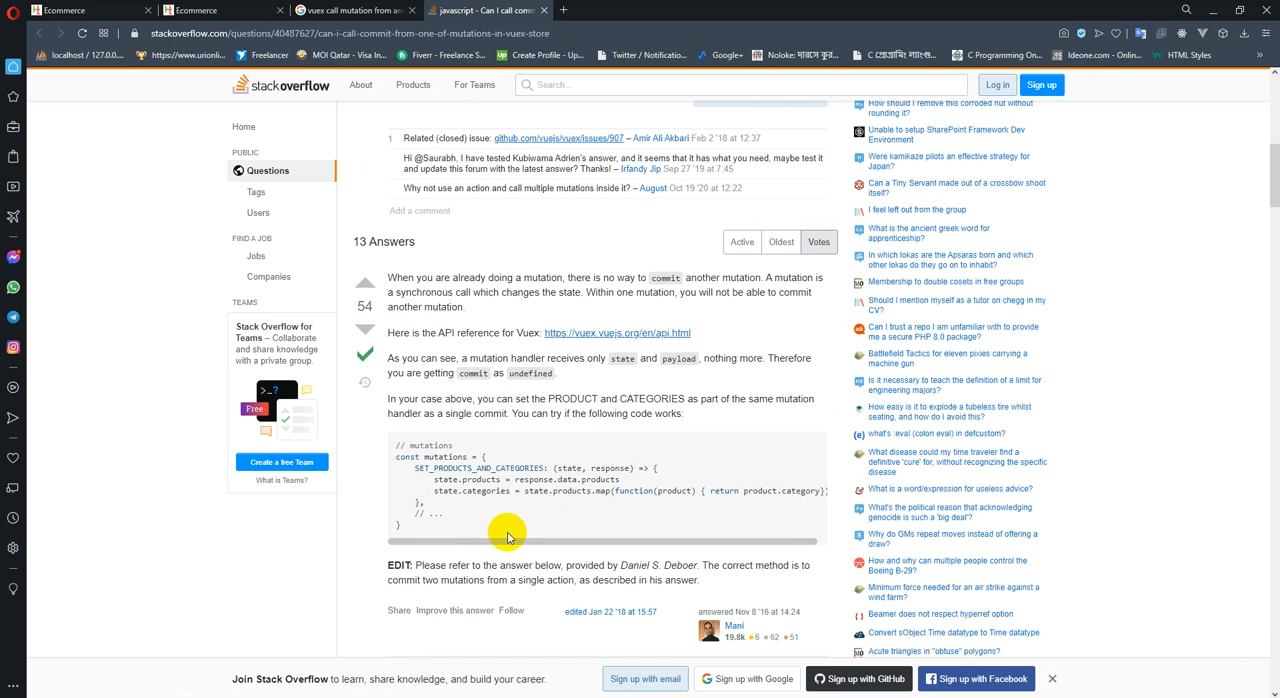 Ecommerce
Ecommerce
vuex call mutation from an
javascript - Can I call comm
stackoverflow.com/questions/40487627/can-i-call-commit-from-one-of-mutations-in-vuex-store
localhost / 127.0.0....
https://www.urionli...
Freelancer
MOI Qatar - Visa In...
Fiverr - Freelance S...
Create Profile - Up...
Twitter / Notificatio...
Google+
C Programming On...
Ideone.com - Onlin...
HTML Styles
stackoverflow
About
Products
For Teams
Search...
Log in
Sign up
Home
PUBLIC
Questions
Tags
Users
FIND A JOB
Jobs
Companies
TEAMS
Stack Overflow for
Teams – Collaborate
and share knowledge
with a private group.
>_?
Free
Create a free Team
What is Teams?
1 Related (closed) issue: github.com/vuejs/vuex/issues/907 – Amir Ali Akbari Feb 2 '18 at 12:37
Hi @Saurabh, I have tested Kubiwama Adrien's answer, and it seems that it has what you need, maybe test it
and update this forum with the latest answer? Thanks! – Irfandy Jip Sep 27 '19 at 7:45
Why not use an action and call multiple mutations inside it? – August Oct 19 '20 at 12:22
Add a comment
13 Answers
Active
Oldest
Votes
54
When you are already doing a mutation, there is no way to commit another mutation. A mutation is
a synchronous call which changes the state. Within one mutation, you will not be able to commit
another mutation.
Here is the API reference for Vuex: https://vuex.vuejs.org/en/api.html
As you can see, a mutation handler receives only state and payload, nothing more. Therefore
you are getting commit as undefined.
In your case above, you can set the PRODUCT and CATEGORIES as part of the same mutation
handler as a single commit. You can try if the following code works:
// mutations
const mutations = {
SET_PRODUCTS_AND_CATEGORIES: (state, response) => {
state.products = response.data.products
state.categories = state.products.map(function(product) { return product.category})
},
// ...
}
EDIT: Please refer to the answer below, provided by Daniel S. Deboer. The correct method is to
commit two mutations from a single action, as described in his answer.
Share Improve this answer Follow
edited Jan 22 '18 at 15:57
answered Nov 8 '16 at 14:24
Mani
19.8k 6 62 51
How should I remove this corroded nut without
rounding it?
Unable to setup SharePoint Framework Dev
Environment
Were kamikaze pilots an effective strategy for
Japan?
Can a Tiny Servant made out of a crossbow shoot
itself?
I feel left out from the group
What is the ancient greek word for
apprenticeship?
In which lokas are the Apsaras born and which
other lokas do they go on to inhabit?
Membership to double cosets in free groups
Should I mention myself as a tutor on chegg in my
CV?
Can I trust a repo I am unfamiliar with to provide
me a secure PHP 8.0 package?
Battlefield Tactics for eleven pixies carrying a
machine gun
Is it necessary to teach the definition of a limit for
engineering majors?
How easy is it to explode a tubeless tire whilst
seating, and how do I avoid this?
what's :eval (colon eval) in defcustom?
What disease could my time traveler find a
definitive 'cure' for, without recognizing the specific
disease
What is a word/expression for useless advice?
What's the political reason that acknowledging
genocide is such a 'big deal'?
Why do GMs repeat moves instead of offering a
draw?
How and why can multiple people control the
Boeing B-29?
Minimum force needed for an air strike against a
wind farm?
Beamer does not respect hyperref option
Convert sObject Time datatype to Time datatype
Acute triangles in "obtuse" polygons?
Join Stack Overflow to learn, share knowledge, and build your career.
Sign up with email
Sign up with Google
Sign up with GitHub
Sign up with Facebook